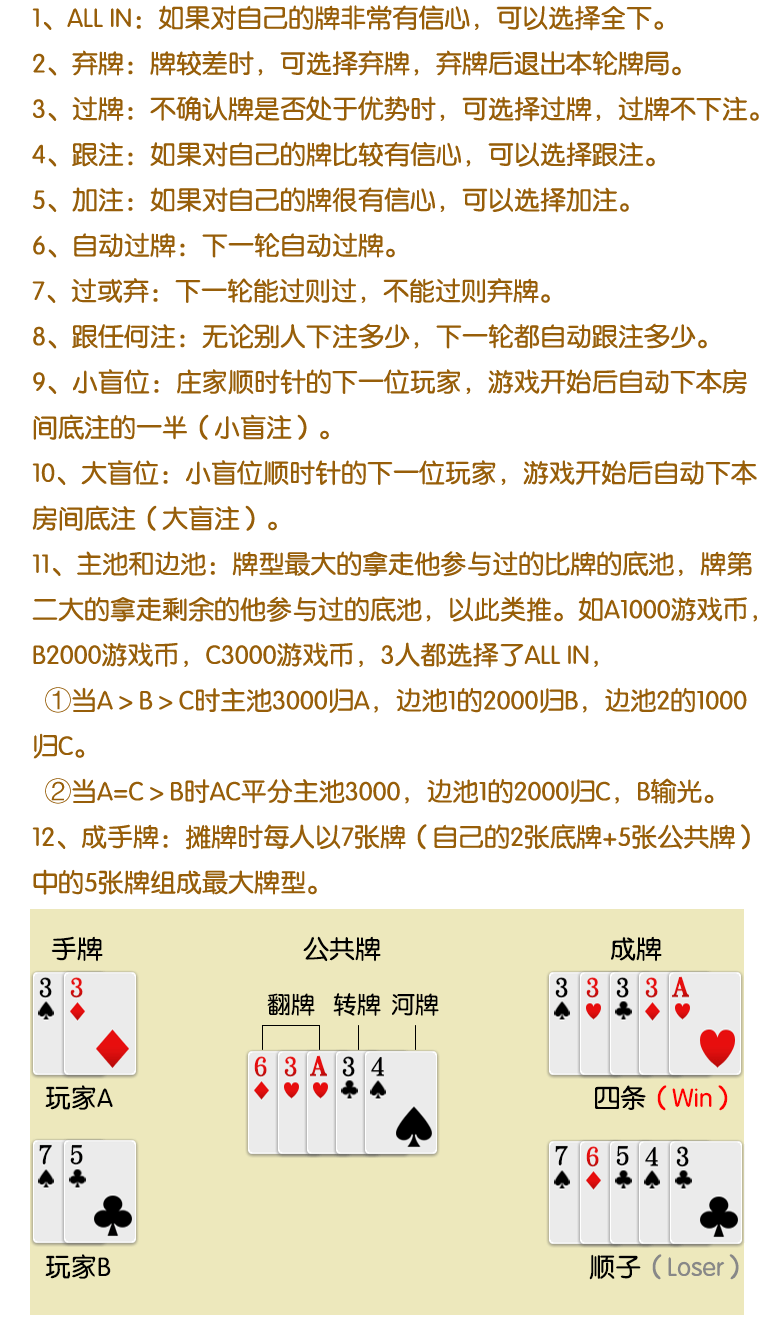 1、ALL IN：如果对自己的牌非常有信心，可以选择全下。
2、弃牌：牌较差时，可选择弃牌，弃牌后退出本轮牌局。
3、过牌：不确认牌是否处于优势时，可选择过牌，过牌不下注。
4、跟注：如果对自己的牌比较有信心，可以选择跟注。
5、加注：如果对自己的牌很有信心，可以选择加注。
6、自动过牌：下一轮自动过牌。
7、过或弃：下一轮能过则过，不能过则弃牌。
8、跟任何注：无论别人下注多少，下一轮都自动跟注多少。
9、小盲位：庄家顺时针的下一位玩家，游戏开始后自动下本房
间底注的一半（小盲注）。
10、大盲位：小盲位顺时针的下一位玩家，游戏开始后自动下本
房间底注（大盲注）。
11、主池和边池：牌型最大的拿走他参与过的比牌的底池，牌第
二大的拿走剩余的他参与过的底池，以此类推。如A1000游戏币，
B2000游戏币，C3000游戏币，3人都选择了ALL IN，
①当A＞B＞C时主池3000归A，边池1的2000归B，边池2的1000
归C。
②当A=C＞B时AC平分主池3000，边池1的2000归C，B输光。
12、成手牌：摊牌时每人以7张牌（自己的2张底牌+5张公共牌）
中的5张牌组成最大牌型。
手牌 公共牌 成牌
3 3 3 3 3 3 A
翻牌 转牌 河牌
6 3 A 3 4
玩家A 四条（Win）
7 5 7 6 5 4 3
玩家B 顺子（Loser）